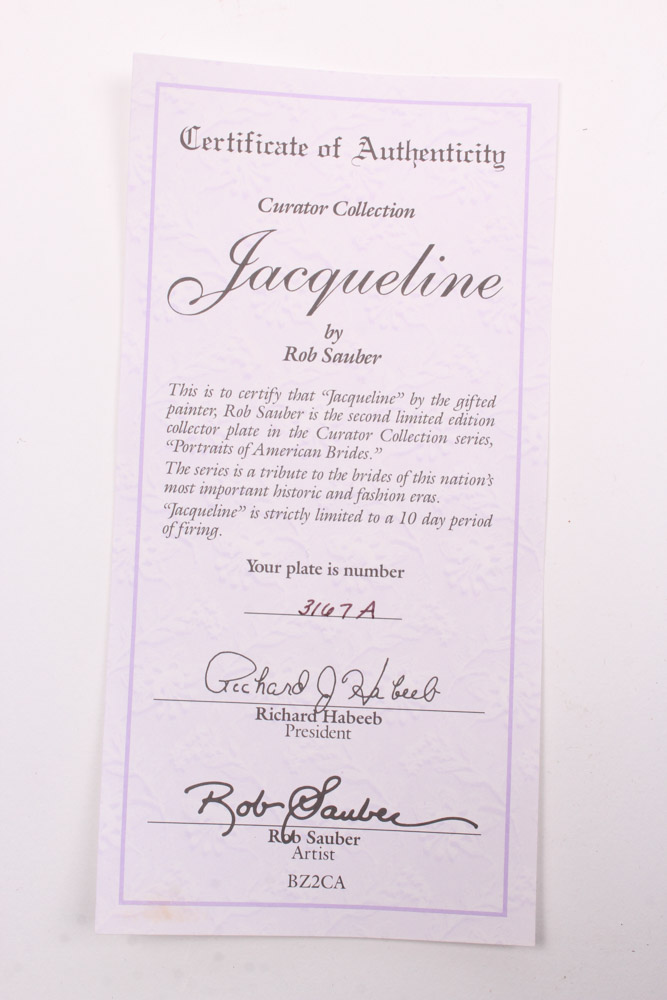 Certificate of Authenticity
Curator Collection
Jacqueline
by
Rob Sauber
This is to certify that “Jacqueline” by the gifted
painter, Rob Sauber is the second limited edition
collector plate in the Curator Collection series,
“Portraits of American Brides.”
The series is a tribute to the brides of this nation's
most important historic and fashion eras.
“Jacqueline” is strictly limited to a 10 day period
of firing.
Your plate is number
3167 A
Richard J Habeeb
Richard Habeeb
President
Rob Sauber
Rob Sauber
Artist
BZ2CA